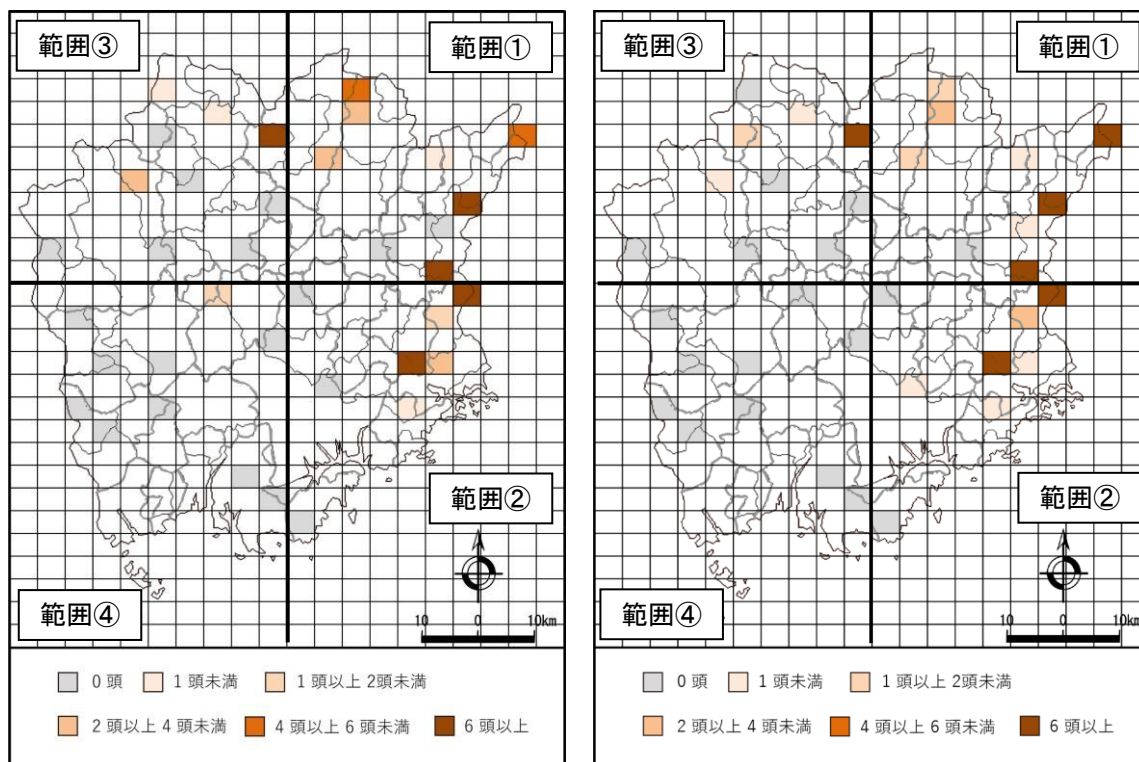 範囲③
範囲①
範囲②
範囲④
10 0 10km
0頭 1頭未満 1頭以上2頭未満
2頭以上4頭未満 4頭以上6頭未満 6頭以上
範囲③
範囲①
範囲②
範囲④
10 0 10km
0頭 1頭未満 1頭以上2頭未満
2頭以上4頭未満 4頭以上6頭未満 6頭以上